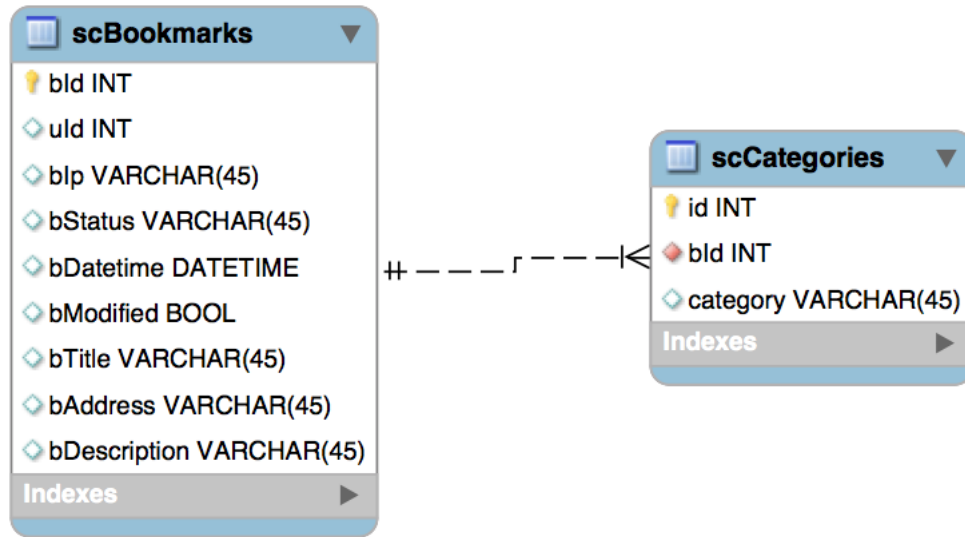 scBookmarks
bId INT
uId INT
bIp VARCHAR(45)
bStatus VARCHAR(45)
bDatetime DATETIME
bModified BOOL
bTitle VARCHAR(45)
bAddress VARCHAR(45)
bDescription VARCHAR(45)
Indexes
scCategories
id INT
bId INT
category VARCHAR(45)
Indexes